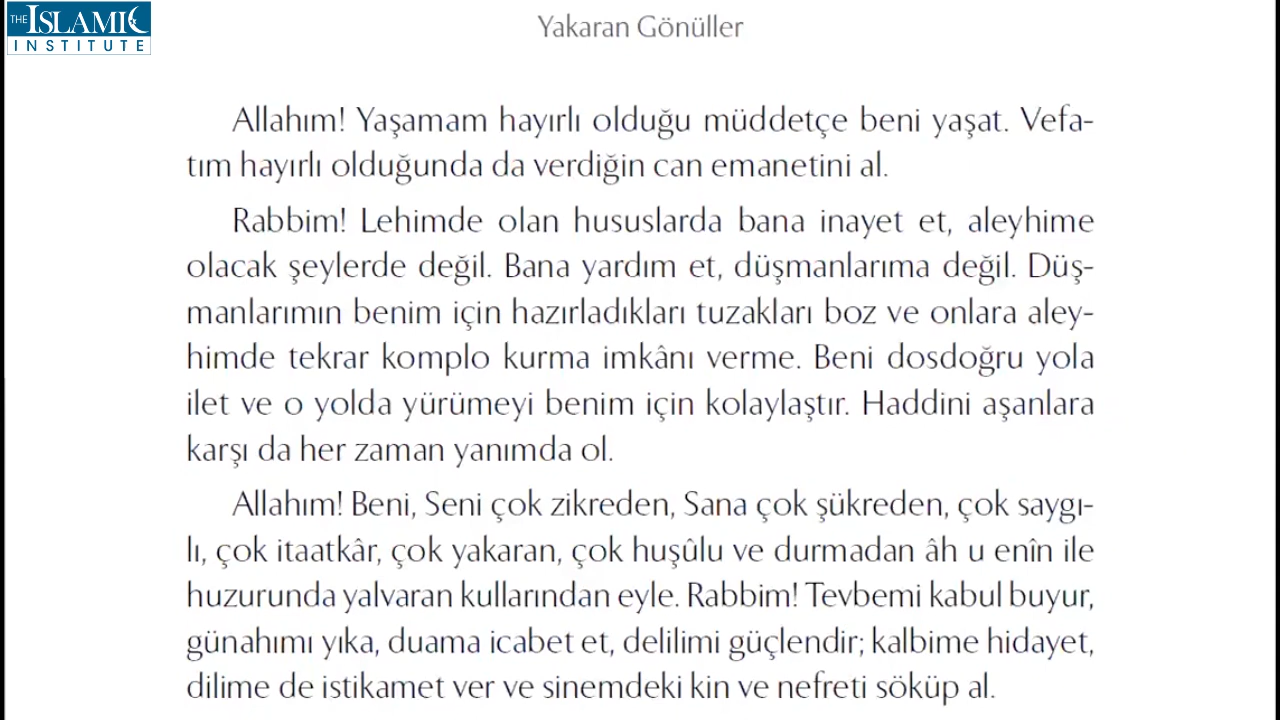 THE ISLAMIC
INSTITUTE
Yakaran Gönüller
Allahım! Yaşamam hayırlı olduğu müddetçe beni yaşat. Vefa-
tım hayırlı olduğunda da verdiğin can emanetini al.
Rabbim! Lehimde olan hususlarda bana inayet et, aleyhime
olacak şeylerde değil. Bana yardım et, düşmanlarıma değil. Düş-
manlarımın benim için hazırladıkları tuzakları boz ve onlara aley-
himde tekrar komplo kurma imkânı verme. Beni dosdoğru yola
ilet ve o yolda yürümeyi benim için kolaylaştır. Haddini aşanlara
karşı da her zaman yanımda ol.
Allahım! Beni, Seni çok zikreden, Sana çok şükreden, çok saygı-
lı, çok itaatkâr, çok yakaran, çok huşûlu ve durmadan âh u enîn ile
huzurunda yalvaran kullarından eyle. Rabbim! Tevbemi kabul buyur,
günahımı yıka, duama icabet et, delilimi güçlendir; kalbime hidayet,
dilime de istikamet ver ve sinemdeki kin ve nefreti söküp al.